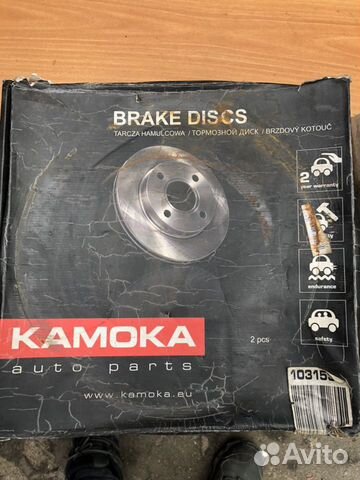 BRAKE DISCS
TARCZA HAMULCOWA / ТОРМОЗНОЙ ДИСК / BRZDOVÝ KOTOUČ
2
year warranty
endurance
KAMOKA
auto parts
2 pcs
safety
www.kamoka.eu
Avito